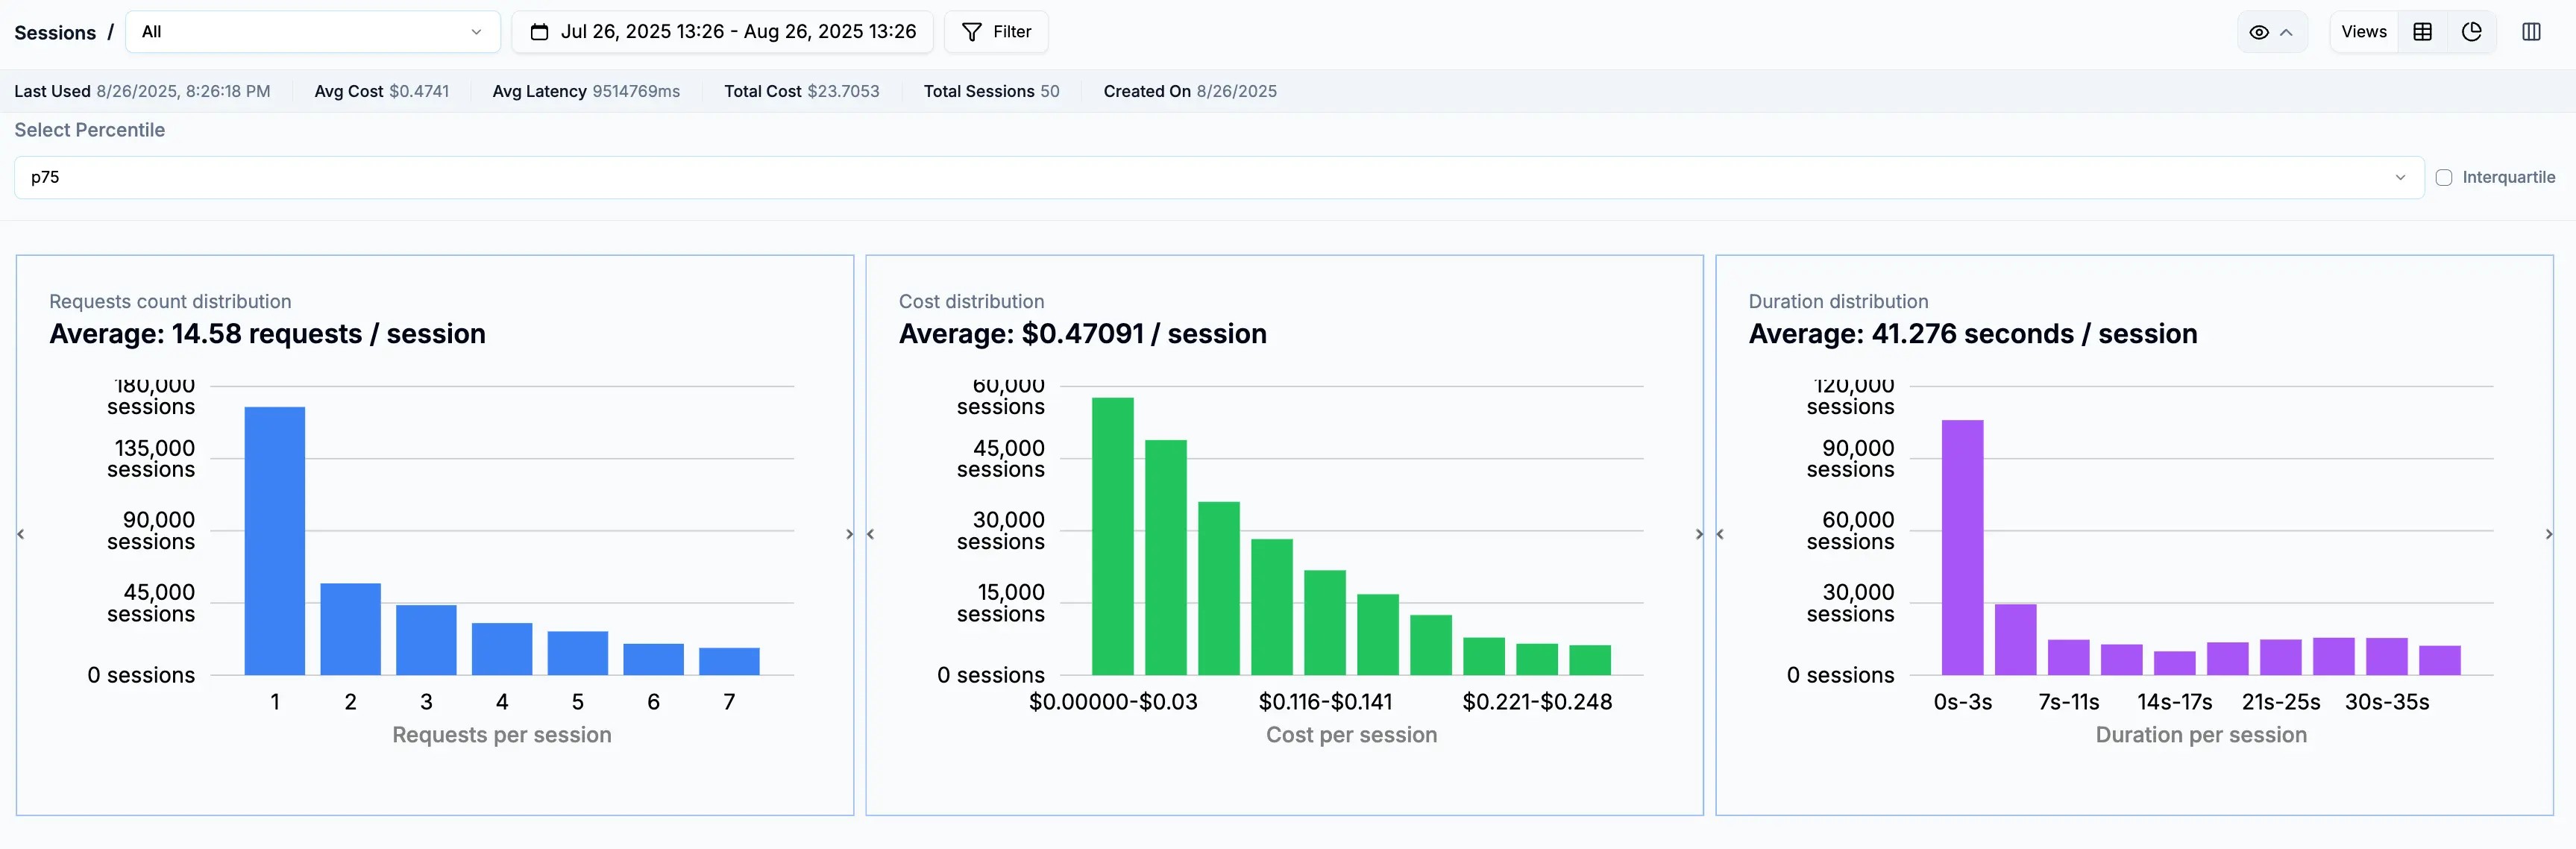 Sessions / All Jul 26, 2025 13:26 - Aug 26, 2025 13:26 Filter Views
Last Used 8/26/2025, 8:26:18 PM Avg Cost $0.4741 Avg Latency 9514769ms Total Cost $23.7053 Total Sessions 50 Created On 8/26/2025
Select Percentile
p75 Interquartile
Requests count distribution
Average: 14.58 requests / session
180,000
sessions
135,000
sessions
90,000
sessions
45,000
sessions
0 sessions
1 2 3 4 5 6 7
Requests per session
Cost distribution
Average: $0.47091 / session
60,000
sessions
45,000
sessions
30,000
sessions
15,000
sessions
0 sessions
$0.00000-$0.03 $0.116-$0.141 $0.221-$0.248
Cost per session
Duration distribution
Average: 41.276 seconds / session
120,000
sessions
90,000
sessions
60,000
sessions
30,000
sessions
0 sessions
0s-3s 7s-11s 14s-17s 21s-25s 30s-35s
Duration per session